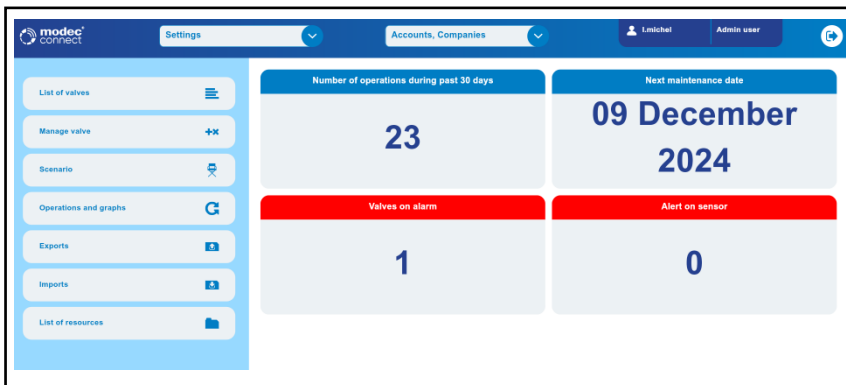 modec
connect
Settings
Accounts, Companies
l.michel
Admin user
List of valves
Manage valve
Scenario
Operations and graphs
Exports
Imports
List of resources
Number of operations during past 30 days
23
Next maintenance date
09 December
2024
Valves on alarm
1
Alert on sensor
0